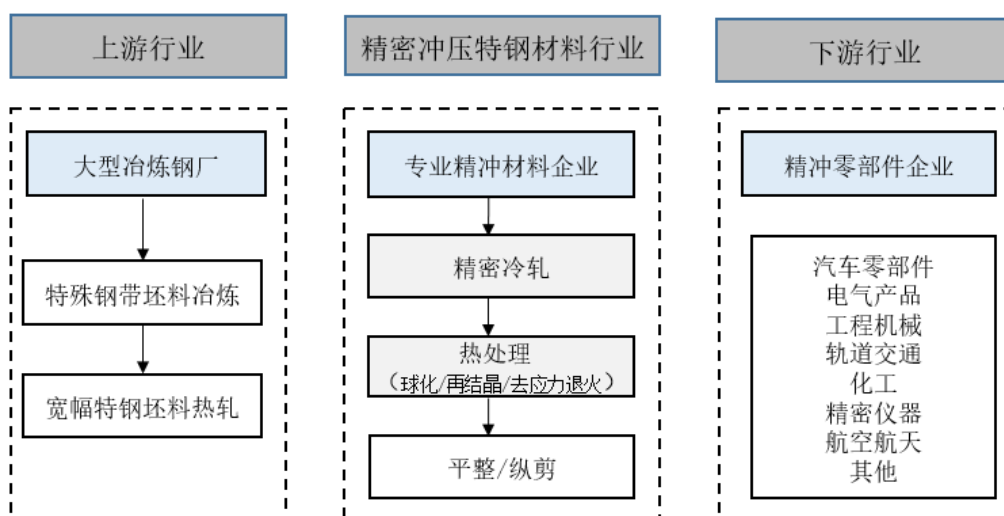 上游行业
大型冶炼钢厂
特殊钢带坯料冶炼
宽幅特钢坯料热轧
精密冲压特钢材料行业
专业精冲材料企业
精密冷轧
热处理
（球化/再结晶/去应力退火）
平整/纵剪
下游行业
精冲零部件企业
汽车零部件
电气产品
工程机械
轨道交通
化工
精密仪器
航空航天
其他